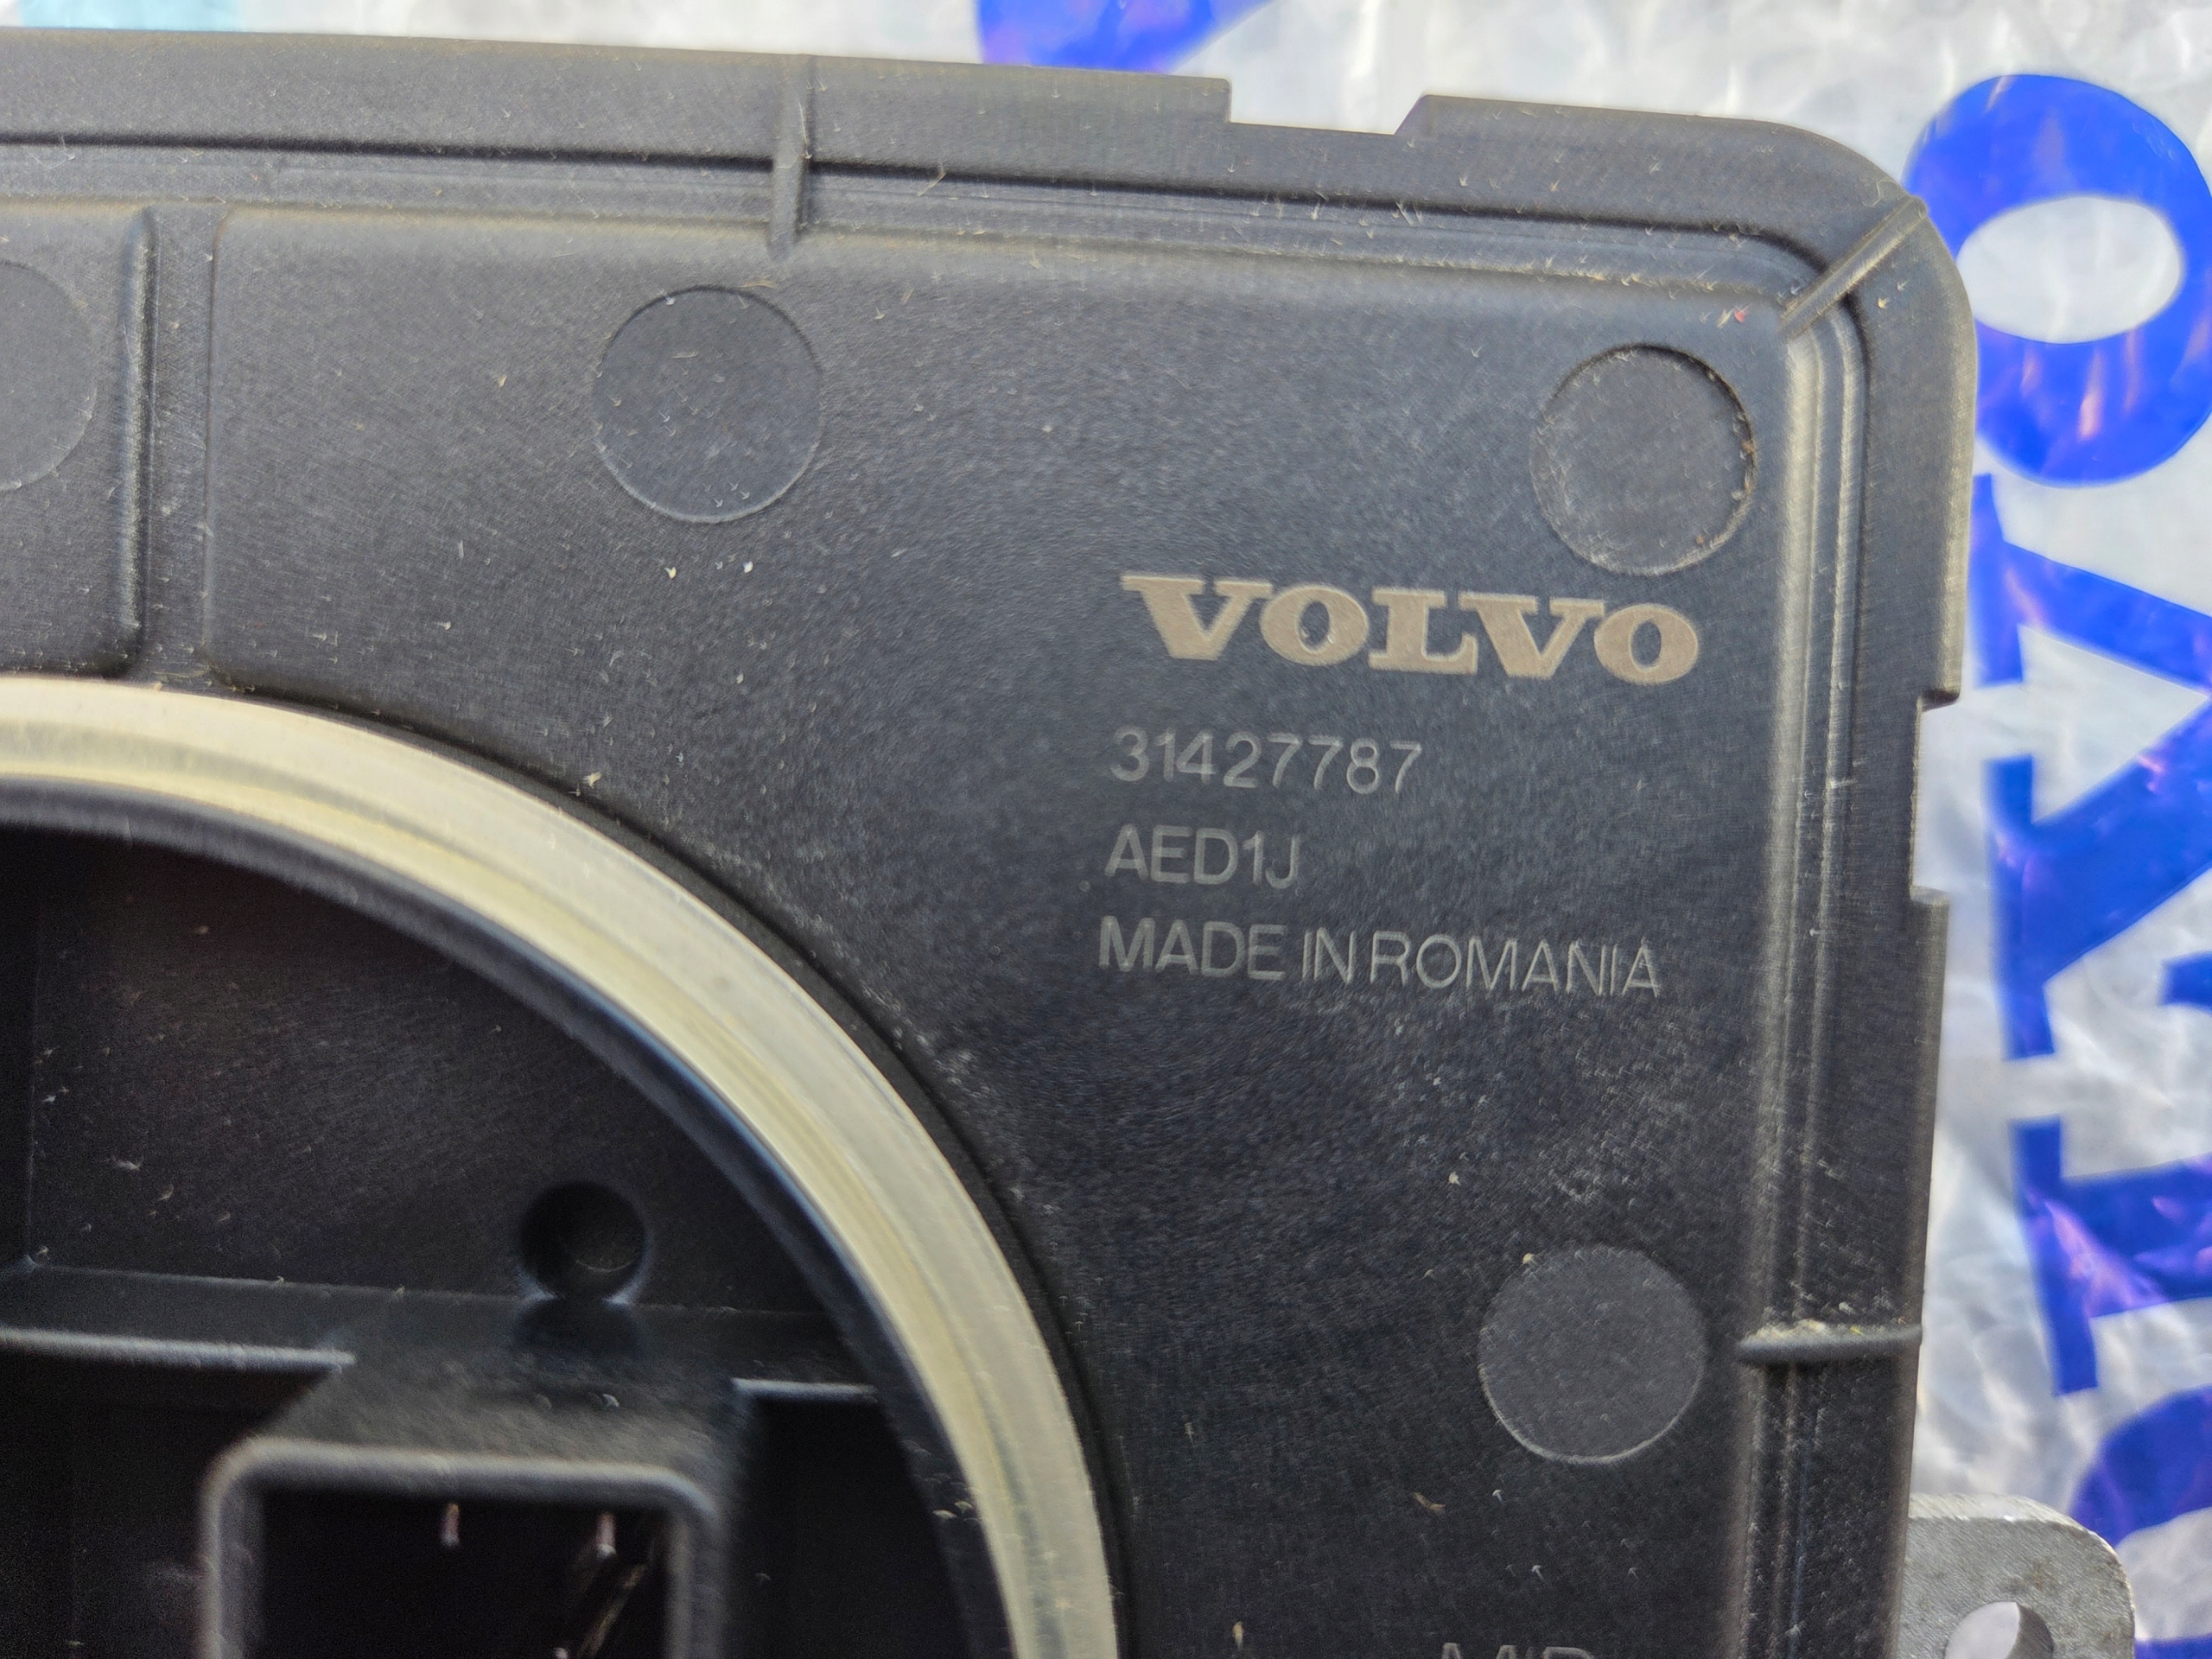 VOLVO
31427787
AED1J
MADE IN ROMANIA